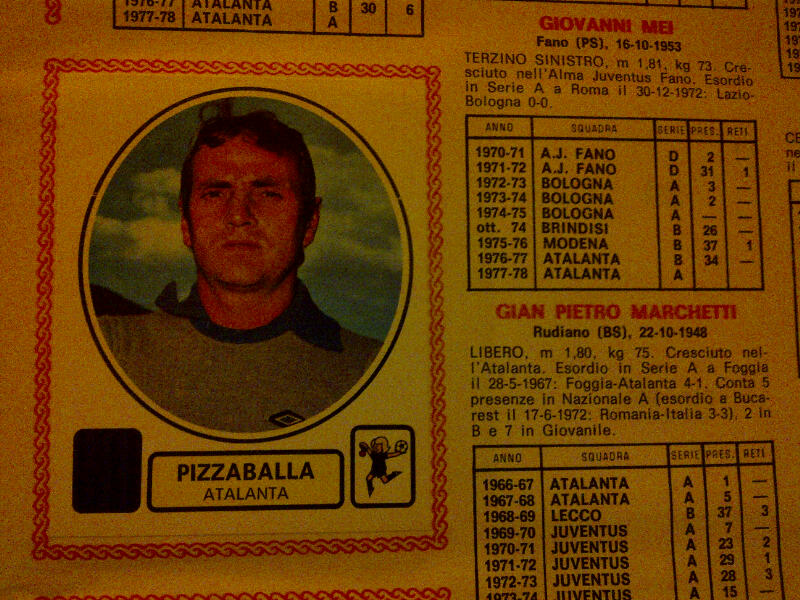 1976-77 ATALANTA B 30 6
1977-78 ATALANTA A
PIZZABALLA
ATALANTA
GIOVANNI MEI
Fano (PS), 16-10-1953
TERZINO SINISTRO, m 1,81, kg 73. Cre-
sciuto nell'Alma Juventus Fano. Esordio
in Serie A a Roma il 30-12-1972: Lazio-
Bologna 0-0.
ANNO SQUADRA SERIE PRES. RETI
1970-71 A.J. FANO D 2 —
1971-72 A.J. FANO D 31 1
1972-73 BOLOGNA A 3 —
1973-74 BOLOGNA A 2 —
1974-75 BOLOGNA A — —
ott. 74 BRINDISI B 26 —
1975-76 MODENA B 37 1
1976-77 ATALANTA B 34 —
1977-78 ATALANTA A
GIAN PIETRO MARCHETTI
Rudiano (BS), 22-10-1948
LIBERO, m 1,80, kg 75. Cresciuto nel-
l'Atalanta. Esordio in Serie A a Foggia
il 28-5-1967: Foggia-Atalanta 4-1. Conta 5
presenze in Nazionale A (esordio a Buca-
rest il 17-6-1972: Romania-Italia 3-3), 2 in
B e 7 in Giovanile.
ANNO SQUADRA SERIE PRES. RETI
1966-67 ATALANTA A 1 —
1967-68 ATALANTA A 5 —
1968-69 LECCO B 37 3
1969-70 JUVENTUS A 7 —
1970-71 JUVENTUS A 23 2
1971-72 JUVENTUS A 29 1
1972-73 JUVENTUS A 28 3
1973-74 JUVENTUS A 15 —